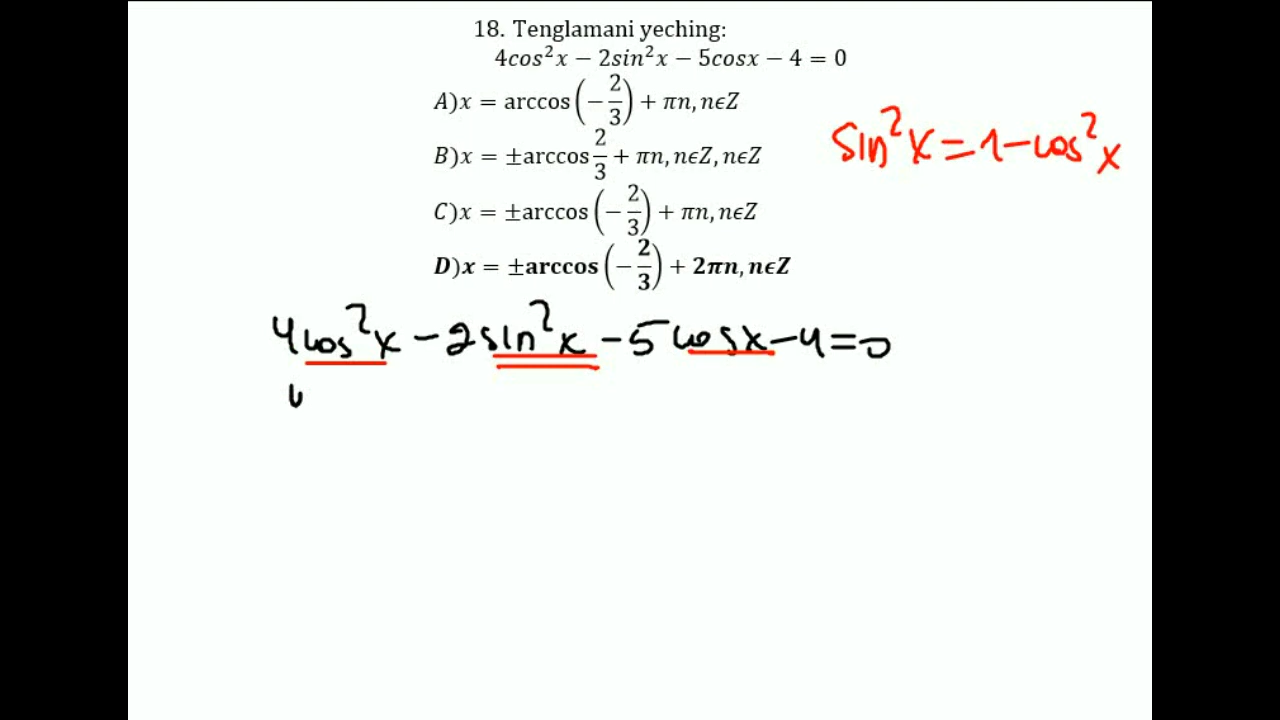 18. Tenglamani yeching:
4cos²x − 2sin²x − 5cosx − 4 = 0
A)x = arccos(−2/3) + πn, nϵZ
B)x = ±arccos 2/3 + πn, nϵZ, nϵZ
C)x = ±arccos(−2/3) + πn, nϵZ
D)x = ±arccos(−2/3) + 2πn, nϵZ
sin²x=1−cos²x
4cos²x−2sin²x−5cosx−4=0